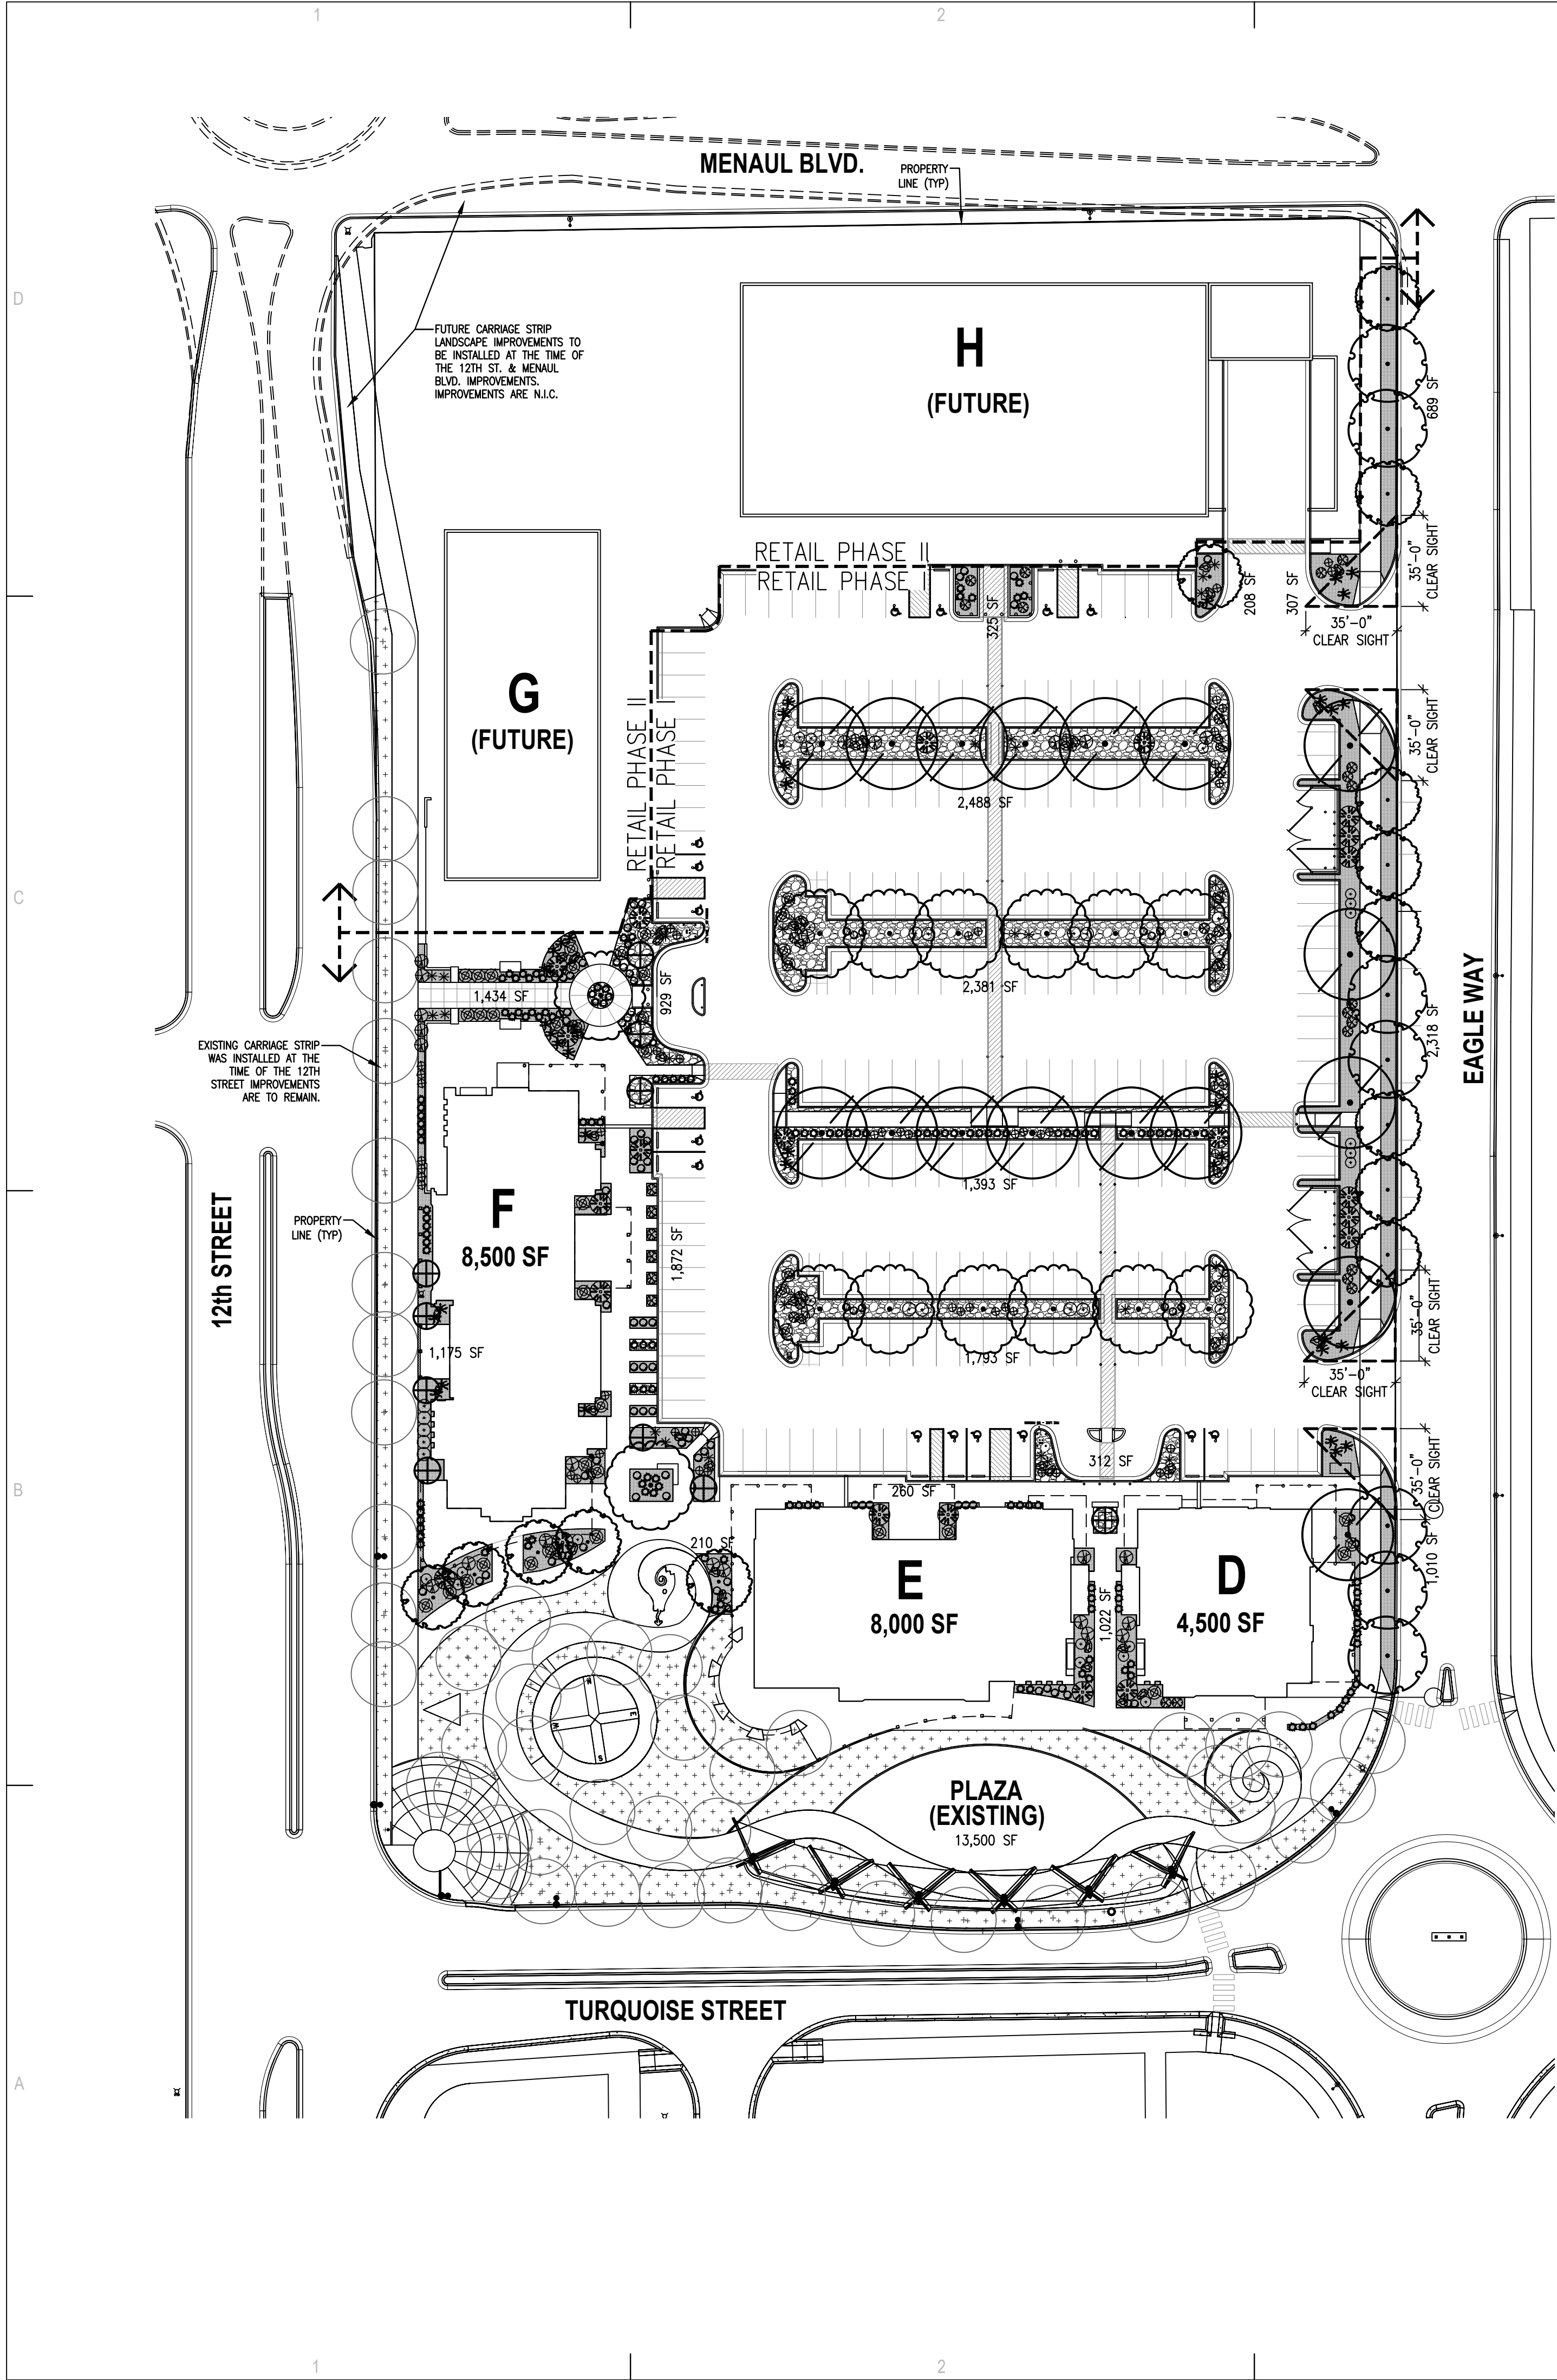 1
2
MENAUL BLVD.
PROPERTY
LINE (TYP)
D
FUTURE CARRIAGE STRIP
LANDSCAPE IMPROVEMENTS TO
BE INSTALLED AT THE TIME OF
THE 12TH ST. & MENAUL
BLVD. IMPROVEMENTS.
IMPROVEMENTS ARE N.I.C.
H
(FUTURE)
689 SF
35'-0"
CLEAR SIGHT
RETAIL PHASE II
RETAIL PHASE I
325 SF
208 SF
307 SF
35'-0"
CLEAR SIGHT
G
(FUTURE)
RETAIL PHASE II
RETAIL PHASE I
35'-0"
CLEAR SIGHT
2,488 SF
C
2,381 SF
1,434 SF
929 SF
2,318 SF
EAGLE WAY
EXISTING CARRIAGE STRIP
WAS INSTALLED AT THE
TIME OF THE 12TH
STREET IMPROVEMENTS
ARE TO REMAIN.
1,393 SF
12th STREET
PROPERTY
LINE (TYP)
F
8,500 SF
1,872 SF
35'-0"
CLEAR SIGHT
1,175 SF
1,793 SF
35'-0"
CLEAR SIGHT
B
312 SF
260 SF
35'-0"
CLEAR SIGHT
210 SF
1,010 SF
E
8,000 SF
1,022 SF
D
4,500 SF
N
E
W
S
PLAZA
(EXISTING)
13,500 SF
TURQUOISE STREET
A
1
2